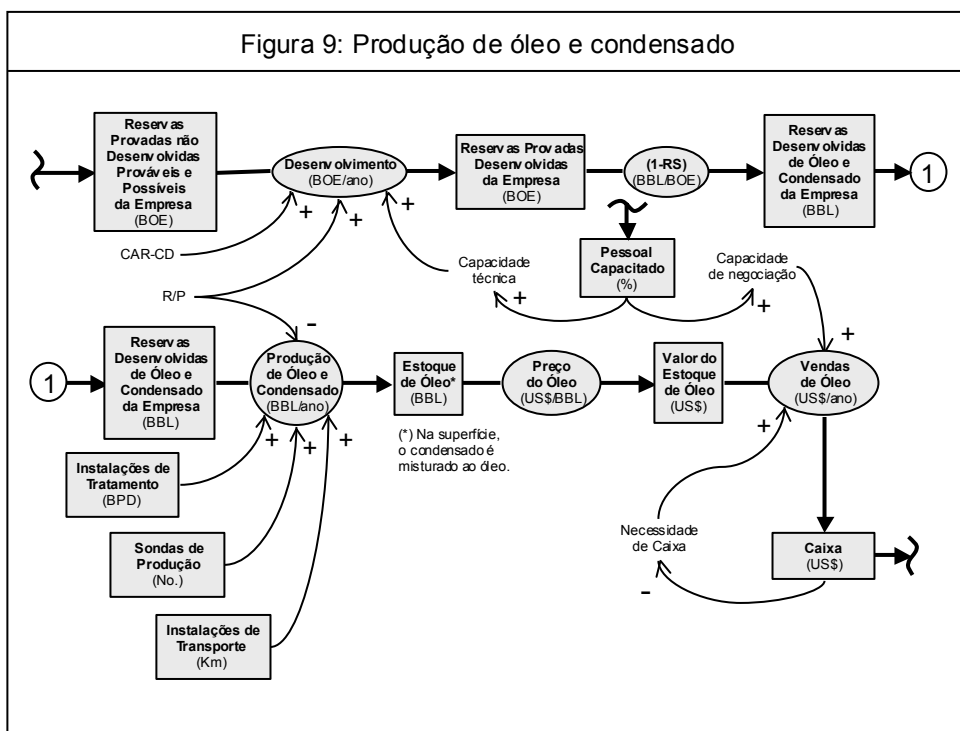 Figura 9: Produção de óleo e condensado
Reservas
Provadas não
Desenvolvidas
Prováveis e
Possíveis
da Empresa
(BOE)
Desenvolvimento
(BOE/ano)
Reservas Provadas
Desenvolvidas
da Empresa
(BOE)
(1-RS)
(BBL/BOE)
Reservas
Desenvolvidas
de Óleo e
Condensado da
Empresa
(BBL)
1
+
+
+
CAR-CD
R/P
Capacidade
técnica
+
Pessoal
Capacitado
(%)
Capacidade
de negociação
+
+
-
1
Reservas
Desenvolvidas
de Óleo e
Condensado
da Empresa
(BBL)
Produção
de Óleo e
Condensado
(BBL/ano)
Estoque
de Óleo*
(BBL)
Preço
do Óleo
(US$/BBL)
Valor do
Estoque
de Óleo
(US$)
Vendas
de Óleo
(US$/ano)
+
+
+
+
(*) Na superfície,
o condensado é
misturado ao óleo.
Instalações de
Tratamento
(BPD)
Sondas de
Produção
(No.)
Instalações de
Transporte
(Km)
Necessidade
de Caixa
-
Caixa
(US$)